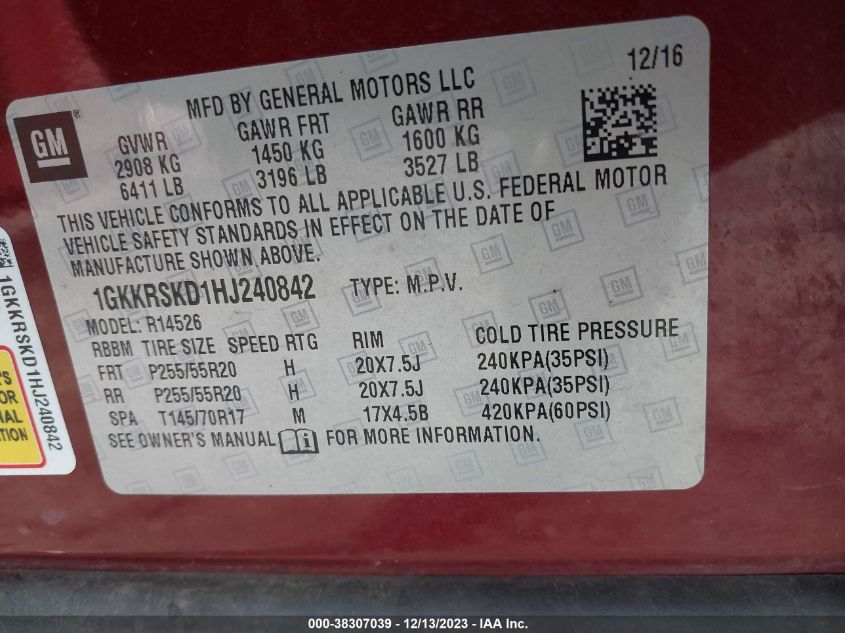 12/16
MFD BY GENERAL MOTORS LLC
GM
GVWR GAWR FRT GAWR RR
2908 KG 1450 KG 1600 KG
6411 LB 3196 LB 3527 LB
THIS VEHICLE CONFORMS TO ALL APPLICABLE U.S. FEDERAL MOTOR
VEHICLE SAFETY STANDARDS IN EFFECT ON THE DATE OF
MANUFACTURE SHOWN ABOVE.
1GKKRSKD1HJ240842 TYPE: M.P.V.
MODEL: R14526
RBBM TIRE SIZE SPEED RTG RIM COLD TIRE PRESSURE
FRT P255/55R20 H 20X7.5J 240KPA(35PSI)
RR P255/55R20 H 20X7.5J 240KPA(35PSI)
SPA T145/70R17 M 17X4.5B 420KPA(60PSI)
SEE OWNER'S MANUAL FOR MORE INFORMATION.
1GKKRSKD1HJ240842
000-38307039 - 12/13/2023 - IAA Inc.